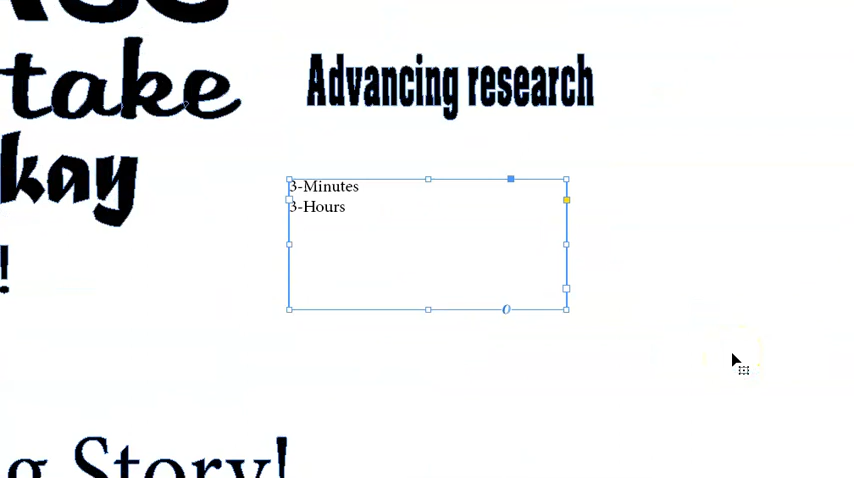 take
kay
!
Advancing research
3-Minutes
3-Hours
g Story!